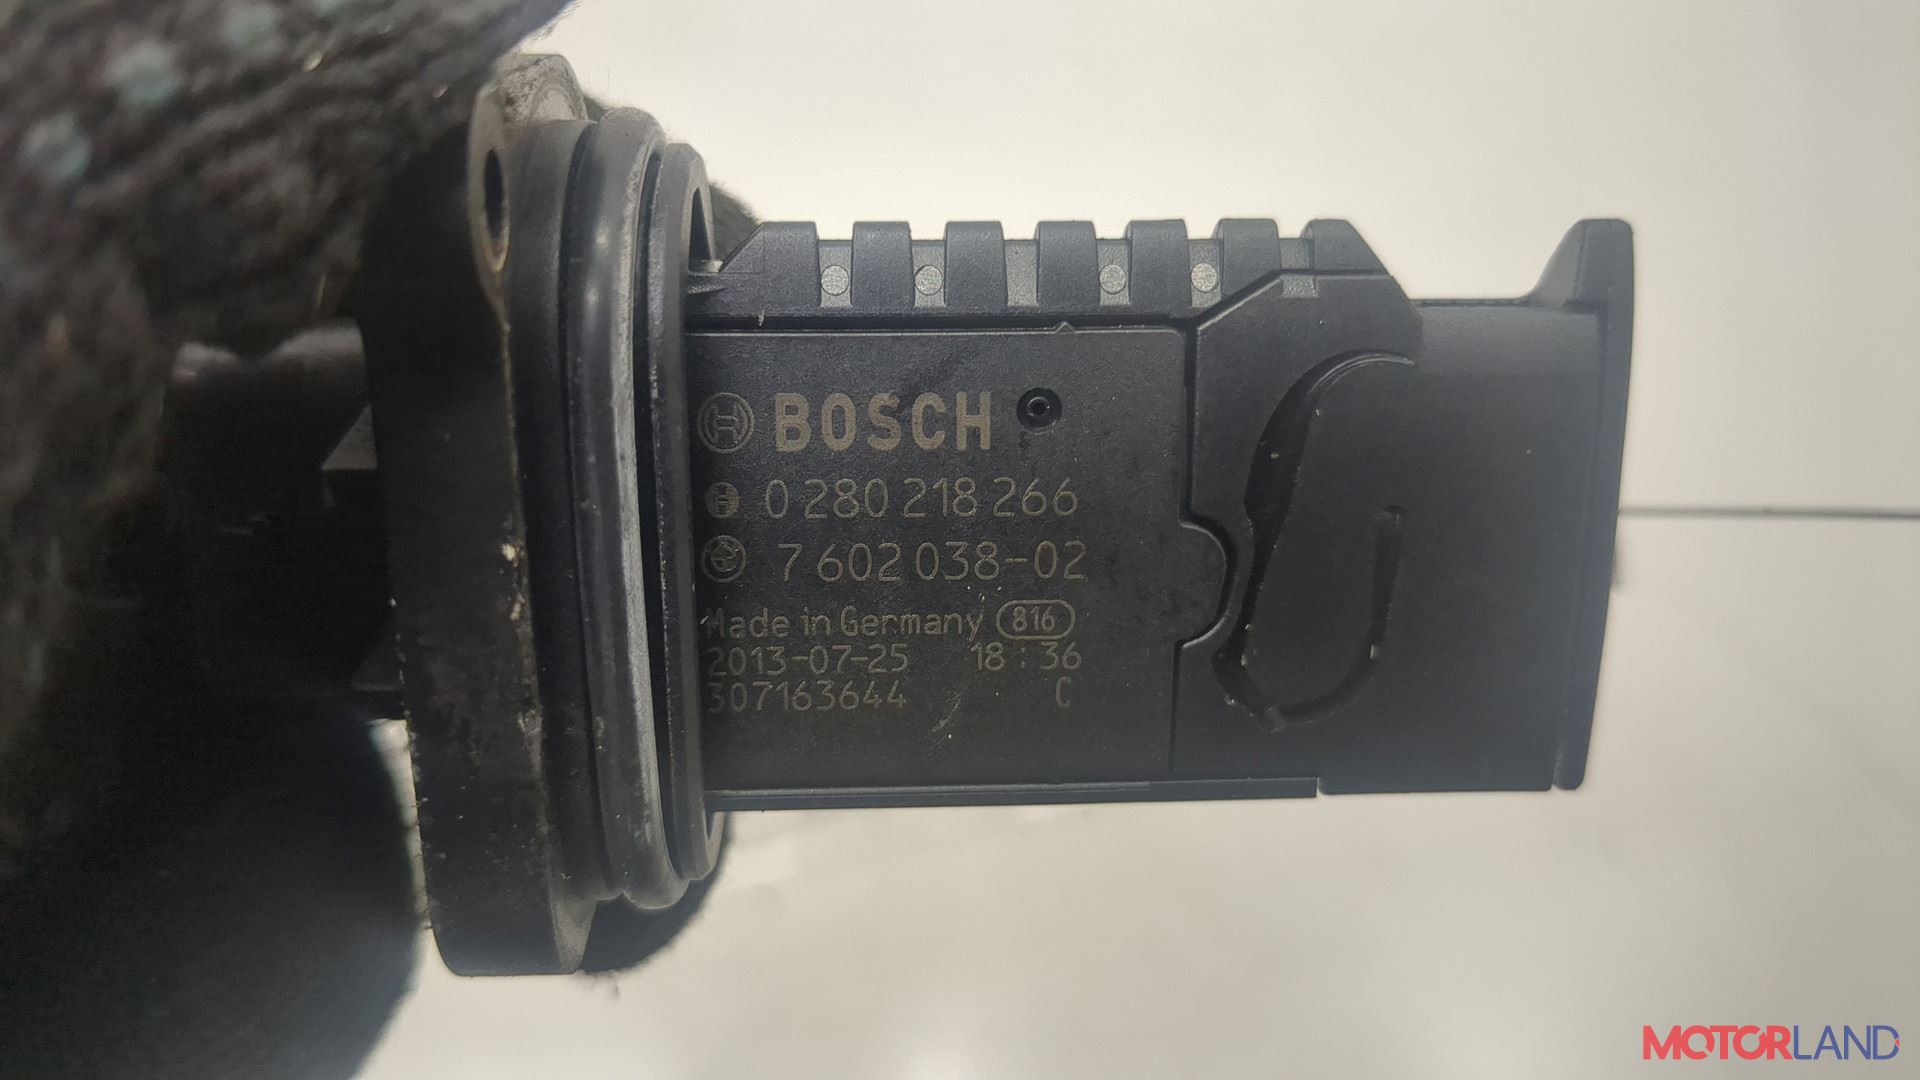 BOSCH
0 280 218 266
7 602 038-02
Made in Germany 816
2013-07-25 18:36
307163644 C
MOTORLAND